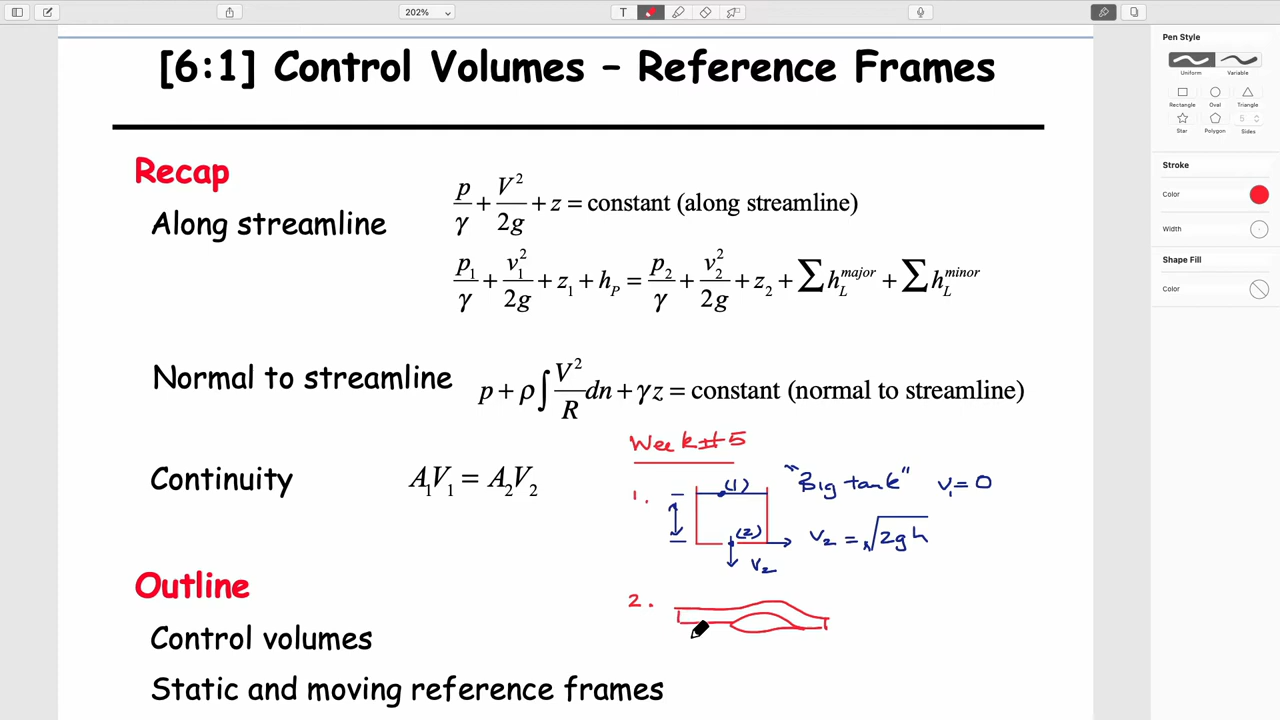 202%
T
[6:1] Control Volumes – Reference Frames
Recap
Along streamline
p/γ + V²/2g + z = constant (along streamline)
p₁/γ + v₁²/2g + z₁ + h_P = p₂/γ + v₂²/2g + z₂ + ∑h_L^major + ∑h_L^minor
Normal to streamline
p + ρ∫V²/R dn + γz = constant (normal to streamline)
Continuity
A₁V₁ = A₂V₂
Week#5
1.
(1)
"Big tank" v₁=0
(2)
v₂ = √2gh
v₂
2.
Outline
Control volumes
Static and moving reference frames
Pen Style
Uniform
Variable
Rectangle
Oval
Triangle
Star
Polygon
5
Sides
Stroke
Color
Width
Shape Fill
Color